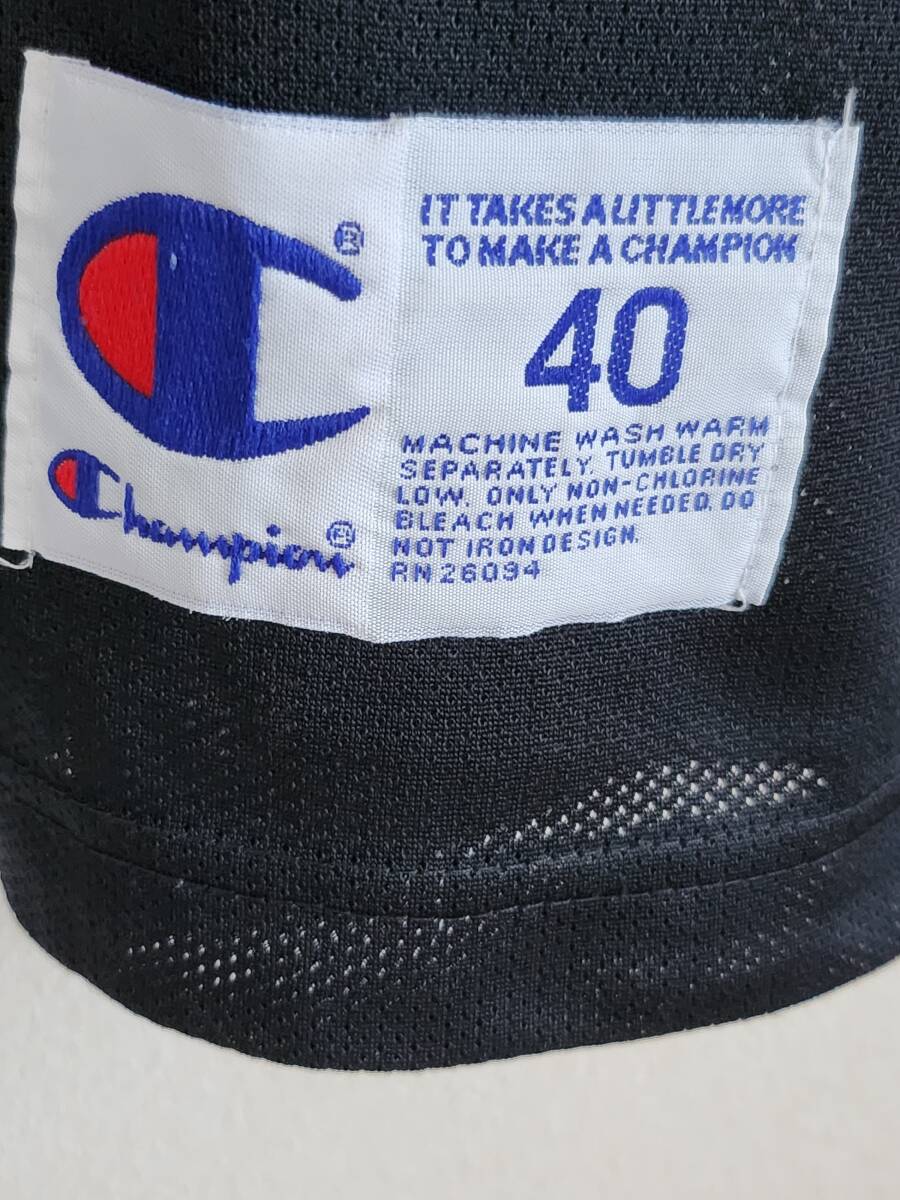 IT TAKES A LITTLE MORE
TO MAKE A CHAMPION
40
MACHINE WASH WARM
SEPARATELY. TUMBLE DRY
LOW. ONLY NON-CHLORINE
BLEACH WHEN NEEDED. DO
NOT IRON DESIGN.
RN 26094
®
Champion®